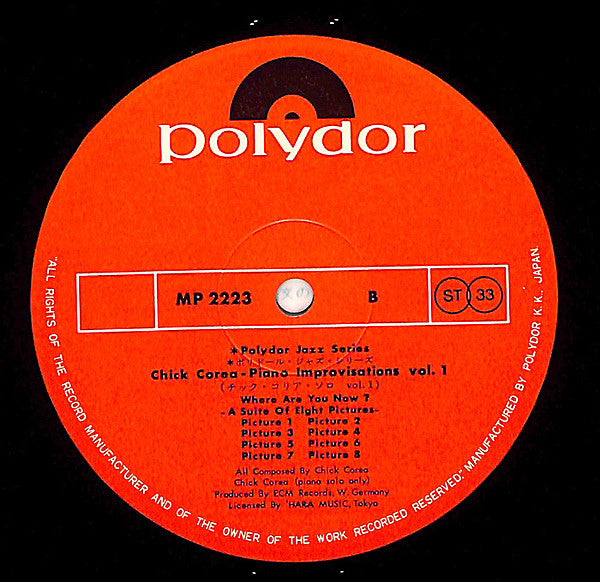 polydor
MP 2223
B
ST 33
*Polydor Jazz Series
*ポリドール・ジャズ・シリーズ
Chick Corea-Piano Improvisations vol. 1
(チック・コリア・ソロ vol.1)
Where Are You Now?
-A Suite Of Eight Pictures-
Picture 1 Picture 2
Picture 3 Picture 4
Picture 5 Picture 6
Picture 7 Picture 8
All Composed By Chick Corea
Chick Corea (piano solo only)
Produced By ECM Records, W. Germany
Licensed By 'HARA MUSIC, Tokyo
"ALL RIGHTS OF THE RECORD MANUFACTURER AND OF THE OWNER OF THE WORK RECORDED RESERVED." MANUFACTURED BY POLYDOR K.K., JAPAN.